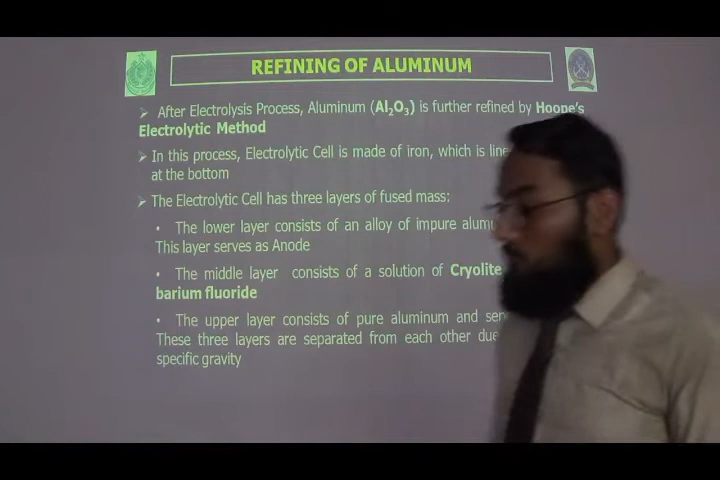 REFINING OF ALUMINUM
➢ After Electrolysis Process, Aluminum (Al₂O₃) is further refined by Hoope's
Electrolytic Method
➢ In this process, Electrolytic Cell is made of iron, which is
at the bottom
➢ The Electrolytic Cell has three layers of fused mass:
• The lower layer consists of an alloy of impure
This layer serves as Anode
• The middle layer consists of a solution of Cryolite
barium fluoride
• The upper layer consists of pure aluminum and
These three layers are separated from each other due
specific gravity